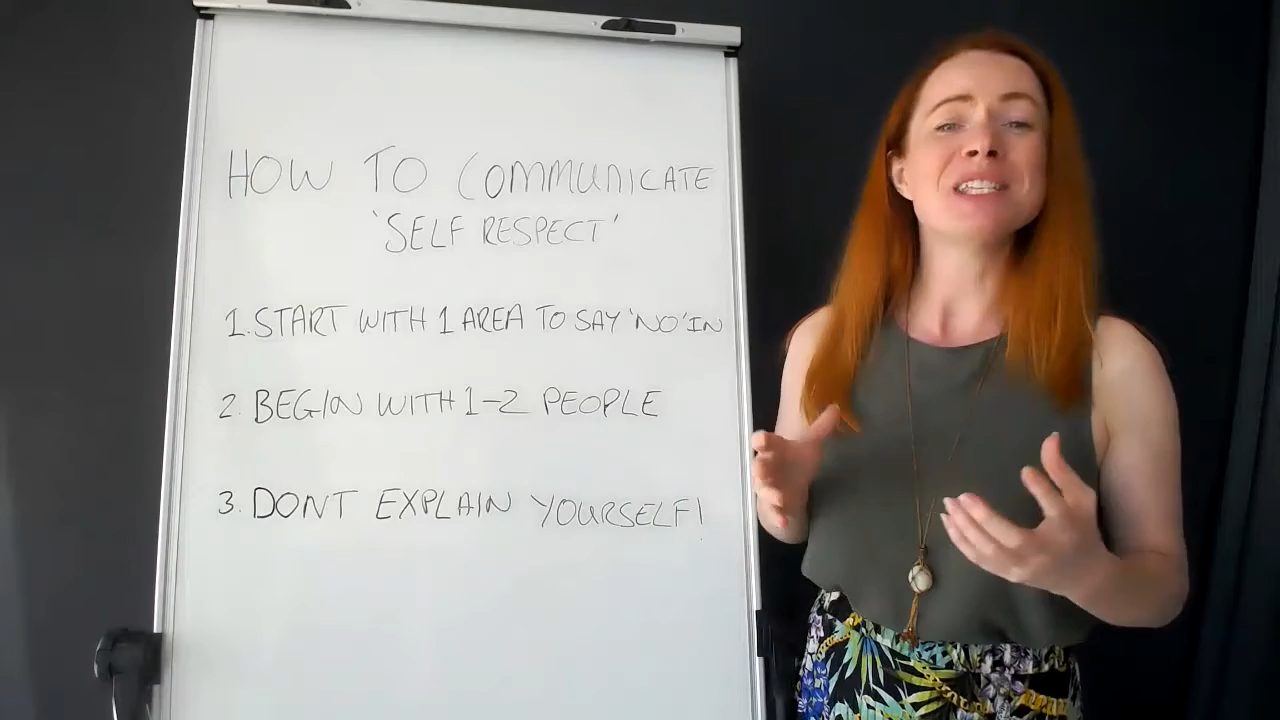 HOW TO COMMUNICATE
'SELF RESPECT'
1. START WITH 1 AREA TO SAY 'NO' IN
2. BEGIN WITH 1-2 PEOPLE
3. DONT EXPLAIN YOURSELF!